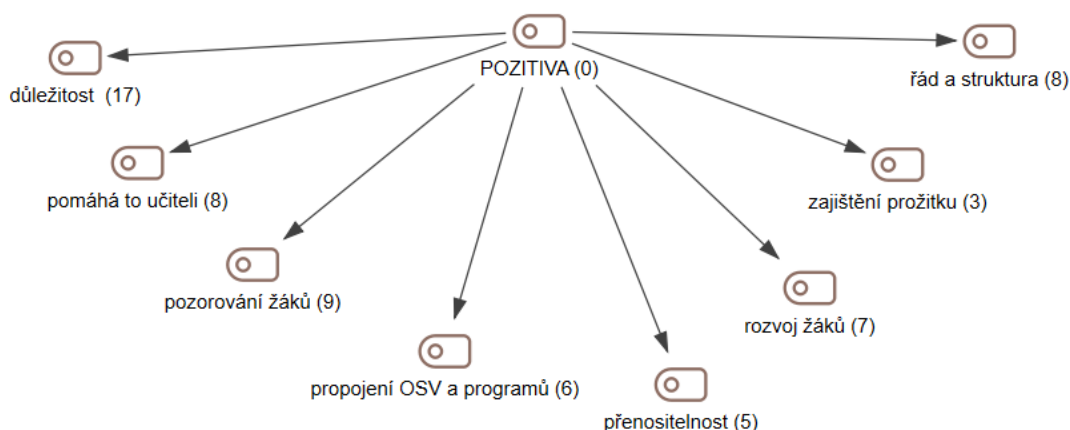 POZITIVA (0)
řád a struktura (8)
důležitost (17)
pomáhá to učiteli (8)
zajištění prožitku (3)
pozorování žáků (9)
rozvoj žáků (7)
propojení OSV a programů (6)
přenositelnost (5)